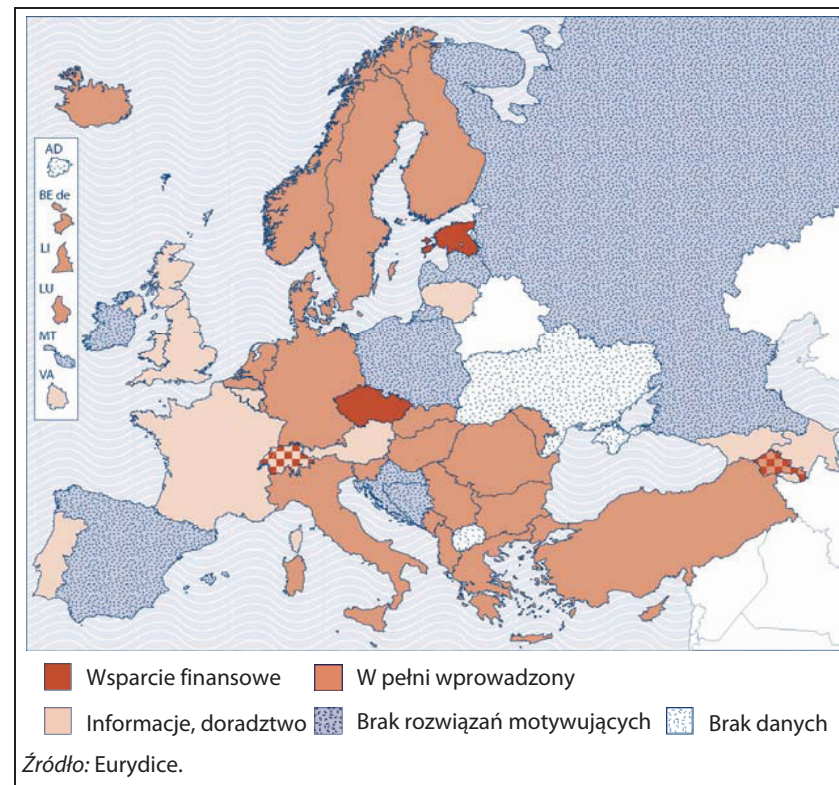 AD
BE de
LI
LU
MT
VA
Wsparcie finansowe W pełni wprowadzony
Informacje, doradztwo Brak rozwiązań motywujących Brak danych
Źródło: Eurydice.